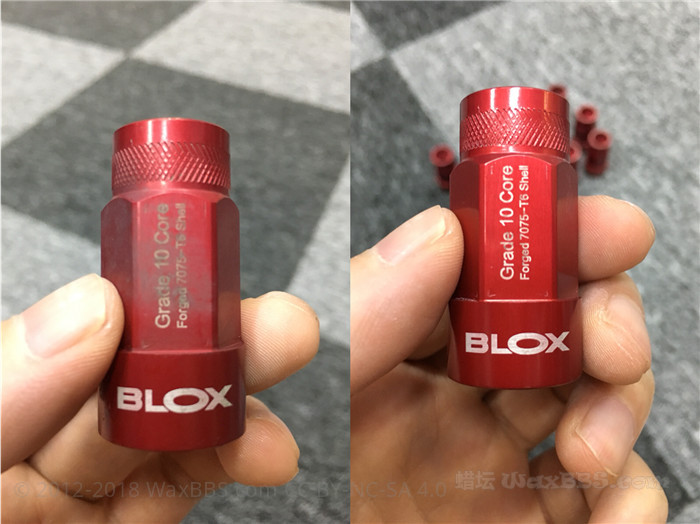 Grade 10 Core
Forged 7075-T6 Shell
BLOX
Grade 10 Core
Forged 7075-T6 Shell
BLOX
© 2012-2018 WaxBBS.com CC-BY-NC-SA 4.0
蜡坛 WaxBBS.com